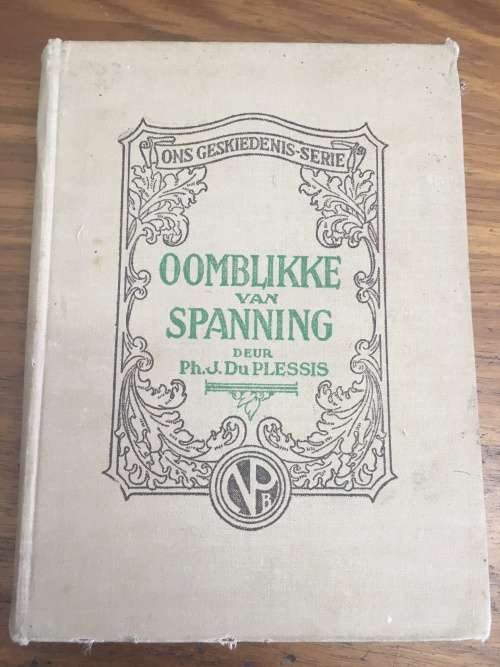 ONS GESKIEDENIS-SERIE
OOMBLIKKE
VAN
SPANNING
DEUR
Ph. J. DU PLESSIS
NPB